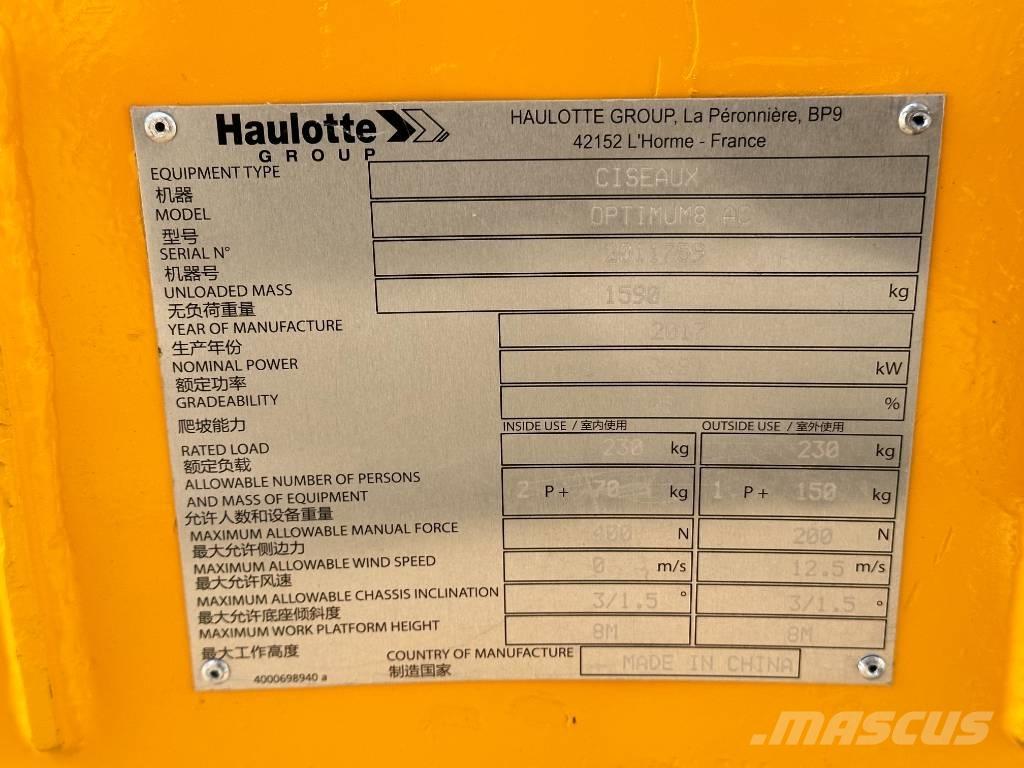 Haulotte
GROUP
HAULOTTE GROUP, La Péronnière, BP9
42152 L'Horme - France
EQUIPMENT TYPE CISEAUX
机器
MODEL OPTIMUM8 AC
型号
SERIAL N°
机器号
UNLOADED MASS 1590 kg
无负荷重量
YEAR OF MANUFACTURE 2017
生产年份
NOMINAL POWER kW
额定功率
GRADEABILITY %
爬坡能力
INSIDE USE / 室内使用 OUTSIDE USE / 室外使用
RATED LOAD 230 kg 230 kg
额定负载
ALLOWABLE NUMBER OF PERSONS
AND MASS OF EQUIPMENT 2 P + 70 kg 1 P + 150 kg
允许人数和设备重量
MAXIMUM ALLOWABLE MANUAL FORCE 400 N 200 N
最大允许侧边力
MAXIMUM ALLOWABLE WIND SPEED 0 m/s 12.5 m/s
最大允许风速
MAXIMUM ALLOWABLE CHASSIS INCLINATION 3/1.5 ° 3/1.5 °
最大允许底座倾斜度
MAXIMUM WORK PLATFORM HEIGHT 8M 8M
最大工作高度
COUNTRY OF MANUFACTURE MADE IN CHINA
制造国家
4000698940 a
MASCUS